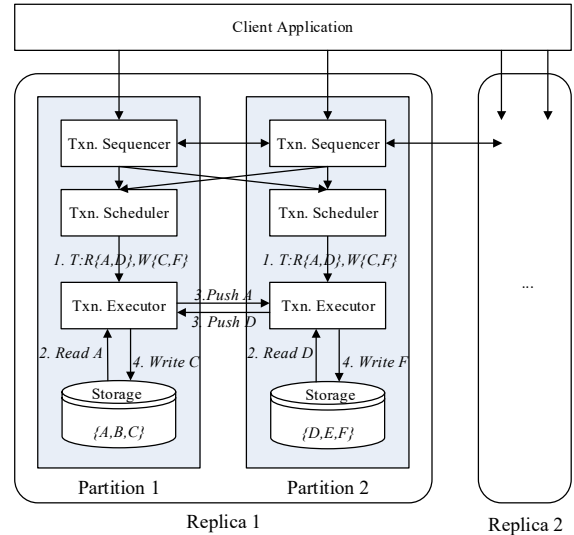 Client Application
Txn. Sequencer
Txn. Sequencer
Txn. Scheduler
Txn. Scheduler
1. T:R{A,D},W{C,F}
1. T:R{A,D},W{C,F}
...
3.Push A
Txn. Executor
Txn. Executor
3. Push D
2. Read A
4. Write C
2. Read D
4. Write F
Storage
Storage
{A,B,C}
{D,E,F}
Partition 1
Partition 2
Replica 1
Replica 2